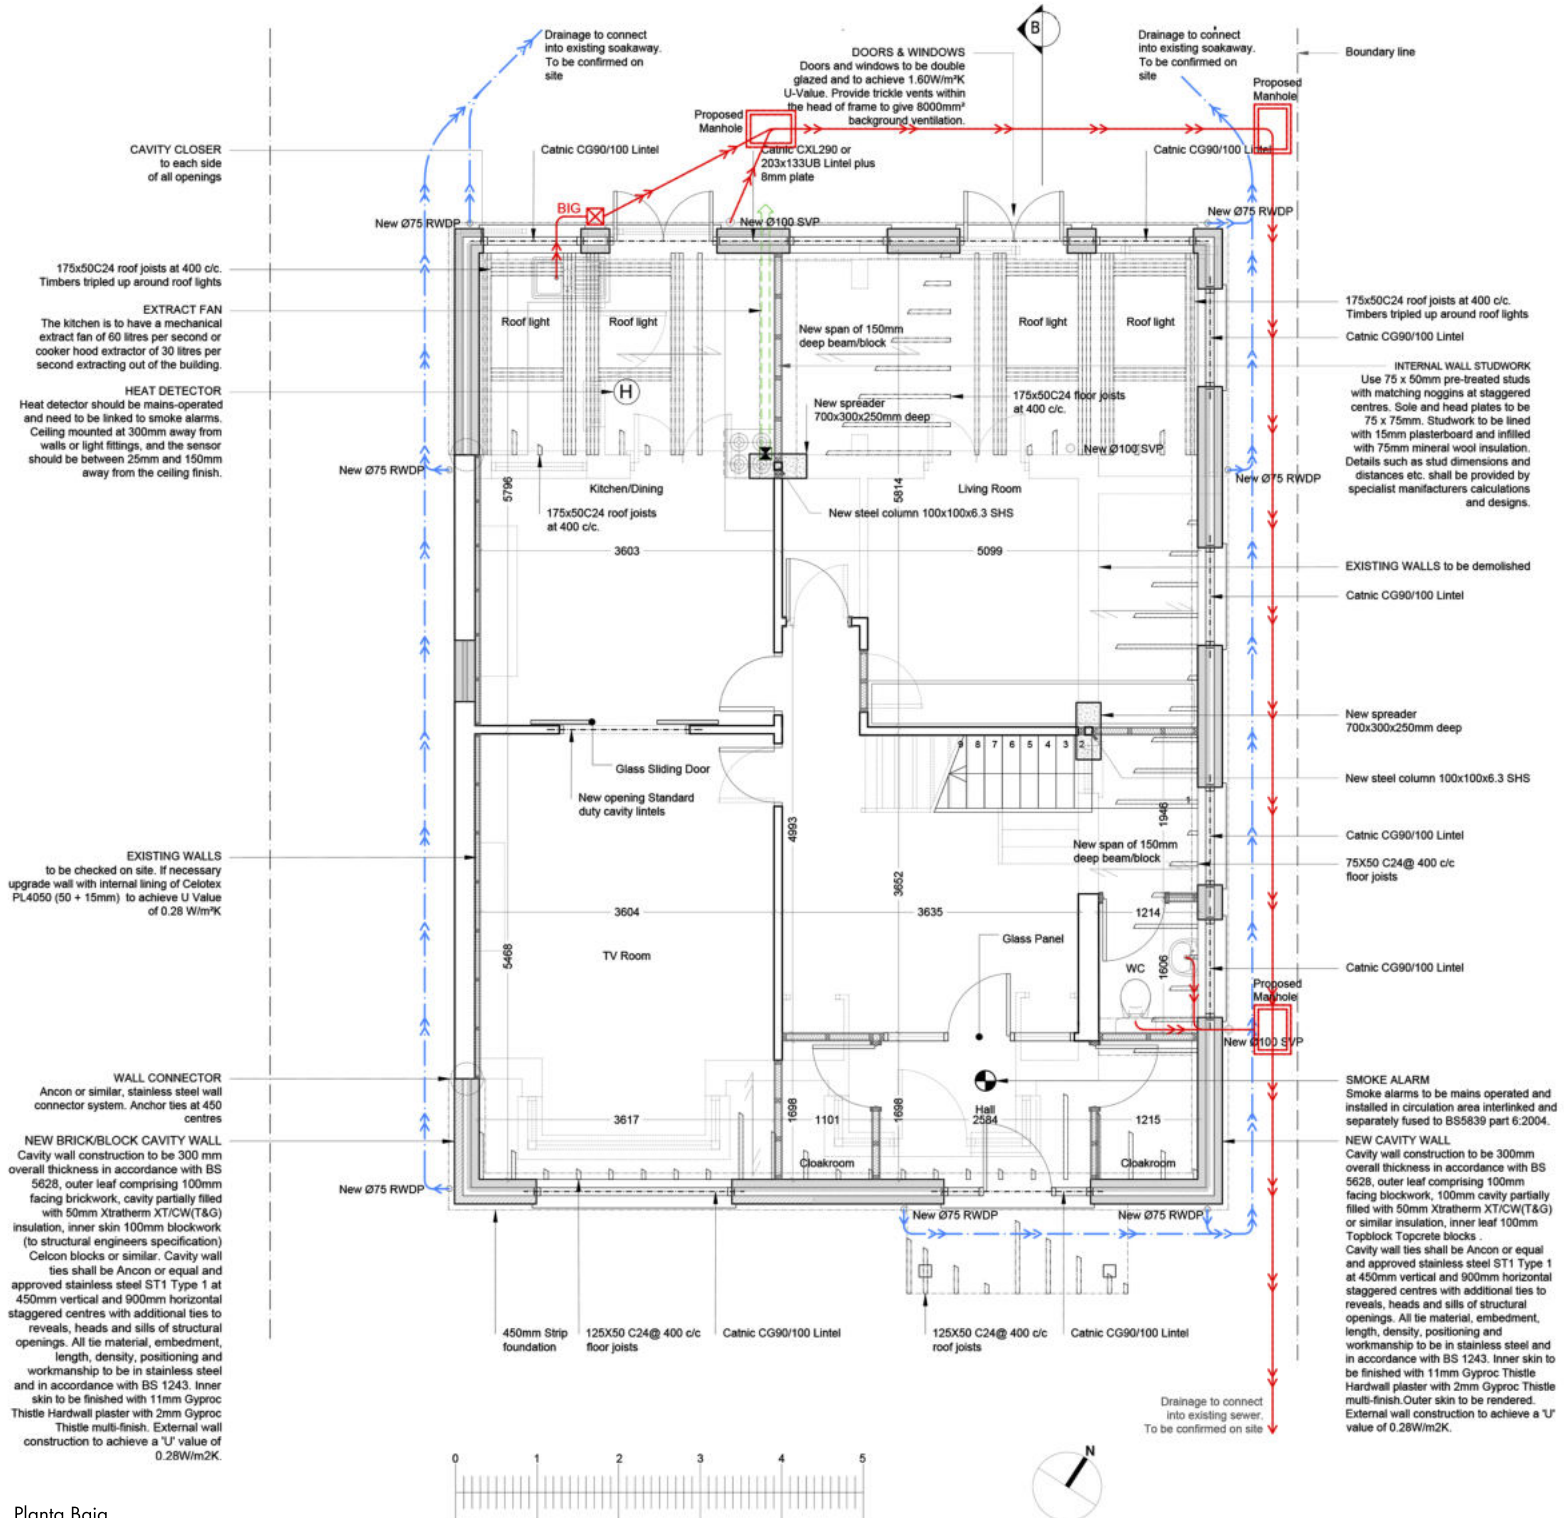 Drainage to connect
into existing soakaway.
To be confirmed on
site
DOORS & WINDOWS
Doors and windows to be double
glazed and to achieve 1.60W/m²K
U-Value. Provide trickle vents within
the head of frame to give 8000mm²
background ventilation.
B
Drainage to connect
into existing soakaway.
To be confirmed on
site
Boundary line
Proposed
Manhole
Proposed
Manhole
CAVITY CLOSER
to each side
of all openings
Catnic CG90/100 Lintel
Catnic CXL290 or
203x133UB Lintel plus
8mm plate
Catnic CG90/100 Lintel
BIG
New Ø75 RWDP
New Ø100 SVP
New Ø75 RWDP
175x50C24 roof joists at 400 c/c.
Timbers tripled up around roof lights
EXTRACT FAN
The kitchen is to have a mechanical
extract fan of 60 litres per second or
cooker hood extractor of 30 litres per
second extracting out of the building.
HEAT DETECTOR
Heat detector should be mains-operated
and need to be linked to smoke alarms.
Ceiling mounted at 300mm away from
walls or light fittings, and the sensor
should be between 25mm and 150mm
away from the ceiling finish.
Roof light
Roof light
Roof light
Roof light
H
New span of 150mm
deep beam/block
New spreader
700x300x250mm deep
175x50C24 floor joists
at 400 c/c.
New Ø100 SVP
175x50C24 roof joists at 400 c/c.
Timbers tripled up around roof lights
Catnic CG90/100 Lintel
INTERNAL WALL STUDWORK
Use 75 x 50mm pre-treated studs
with matching noggins at staggered
centres. Sole and head plates to be
75 x 75mm. Studwork to be lined
with 15mm plasterboard and infilled
with 75mm mineral wool insulation.
Details such as stud dimensions and
distances etc. shall be provided by
specialist manifacturers calculations
and designs.
New Ø75 RWDP
New Ø75 RWDP
5796
Kitchen/Dining
5814
Living Room
175x50C24 roof joists
at 400 c/c.
New steel column 100x100x6.3 SHS
3603
5099
EXISTING WALLS to be demolished
Catnic CG90/100 Lintel
New spreader
700x300x250mm deep
9 8 7 6 5 4 3 2
1
Glass Sliding Door
New opening Standard
duty cavity lintels
New steel column 100x100x6.3 SHS
4993
1946
New span of 150mm
deep beam/block
Catnic CG90/100 Lintel
75X50 C24@ 400 c/c
floor joists
EXISTING WALLS
to be checked on site. If necessary
upgrade wall with internal lining of Celotex
PL4050 (50 + 15mm) to achieve U Value
of 0.28 W/m²K
3652
3604
3635
1214
TV Room
5468
Glass Panel
WC
1606
Catnic CG90/100 Lintel
Proposed
Manhole
New Ø100 SVP
WALL CONNECTOR
Ancon or similar, stainless steel wall
connector system. Anchor ties at 450
centres
SMOKE ALARM
Smoke alarms to be mains operated and
installed in circulation area interlinked and
separately fused to BS5839 part 6:2004.
3617
1698
1101
1698
Hall
2584
1215
Cloakroom
Cloakroom
NEW BRICK/BLOCK CAVITY WALL
Cavity wall construction to be 300 mm
overall thickness in accordance with BS
5628, outer leaf comprising 100mm
facing brickwork, cavity partially filled
with 50mm Xtratherm XT/CW(T&G)
insulation, inner skin 100mm blockwork
(to structural engineers specification)
Celcon blocks or similar. Cavity wall
ties shall be Ancon or equal and
approved stainless steel ST1 Type 1 at
450mm vertical and 900mm horizontal
staggered centres with additional ties to
reveals, heads and sills of structural
openings. All tie material, embedment,
length, density, positioning and
workmanship to be in stainless steel
and in accordance with BS 1243. Inner
skin to be finished with 11mm Gyproc
Thistle Hardwall plaster with 2mm Gyproc
Thistle multi-finish. External wall
construction to achieve a 'U' value of
0.28W/m2K.
NEW CAVITY WALL
Cavity wall construction to be 300mm
overall thickness in accordance with BS
5628, outer leaf comprising 100mm
facing blockwork, 100mm cavity partially
filled with 50mm Xtratherm XT/CW(T&G)
or similar insulation, inner leaf 100mm
Topblock Topcrete blocks .
Cavity wall ties shall be Ancon or equal
and approved stainless steel ST1 Type 1
at 450mm vertical and 900mm horizontal
staggered centres with additional ties to
reveals, heads and sills of structural
openings. All tie material, embedment,
length, density, positioning and
workmanship to be in stainless steel and
in accordance with BS 1243. Inner skin to
be finished with 11mm Gyproc Thistle
Hardwall plaster with 2mm Gyproc Thistle
multi-finish.Outer skin to be rendered.
External wall construction to achieve a 'U'
value of 0.28W/m2K.
New Ø75 RWDP
New Ø75 RWDP
New Ø75 RWDP
450mm Strip
foundation
125X50 C24@ 400 c/c
floor joists
Catnic CG90/100 Lintel
125X50 C24@ 400 c/c
roof joists
Catnic CG90/100 Lintel
Drainage to connect
into existing sewer.
To be confirmed on site
0 1 2 3 4 5
N
Planta Baja